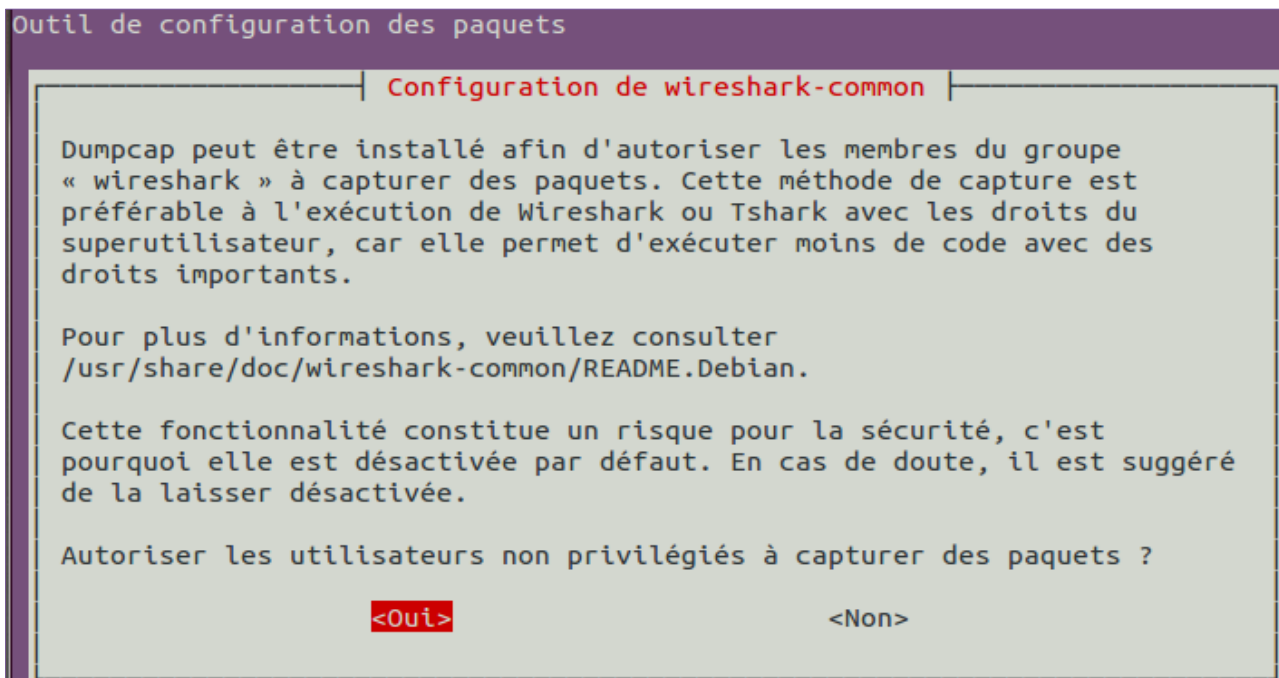 Outil de configuration des paquets
Configuration de wireshark-common
Dumpcap peut être installé afin d'autoriser les membres du groupe
« wireshark » à capturer des paquets. Cette méthode de capture est
préférable à l'exécution de Wireshark ou Tshark avec les droits du
superutilisateur, car elle permet d'exécuter moins de code avec des
droits importants.
Pour plus d'informations, veuillez consulter
/usr/share/doc/wireshark-common/README.Debian.
Cette fonctionnalité constitue un risque pour la sécurité, c'est
pourquoi elle est désactivée par défaut. En cas de doute, il est suggéré
de la laisser désactivée.
Autoriser les utilisateurs non privilégiés à capturer des paquets ?
<Oui> <Non>